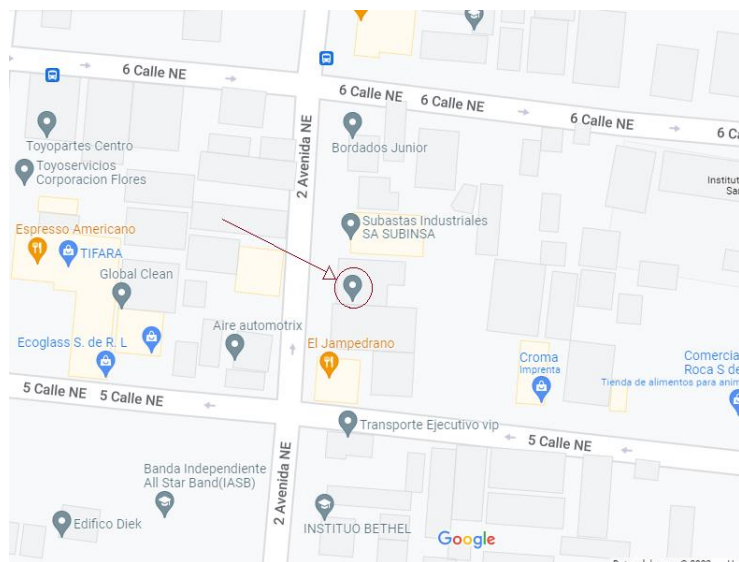 6 Calle NE
6 Calle NE
6 Calle NE
6 Calle NE
2 Avenida NE
Toyopartes Centro
Bordados Junior
Toyoservicios
Corporacion Flores
Espresso Americano
TIFARA
Subastas Industriales
SA SUBINSA
Global Clean
Aire automotrix
Ecoglass S. de R. L
El Jampedrano
Croma
Imprenta
Tienda de alimentos para anim
5 Calle NE
5 Calle NE
Transporte Ejecutivo vip
5 Calle NE
2 Avenida NE
Banda Independiente
All Star Band(IASB)
Edifico Diek
INSTITUO BETHEL
Google